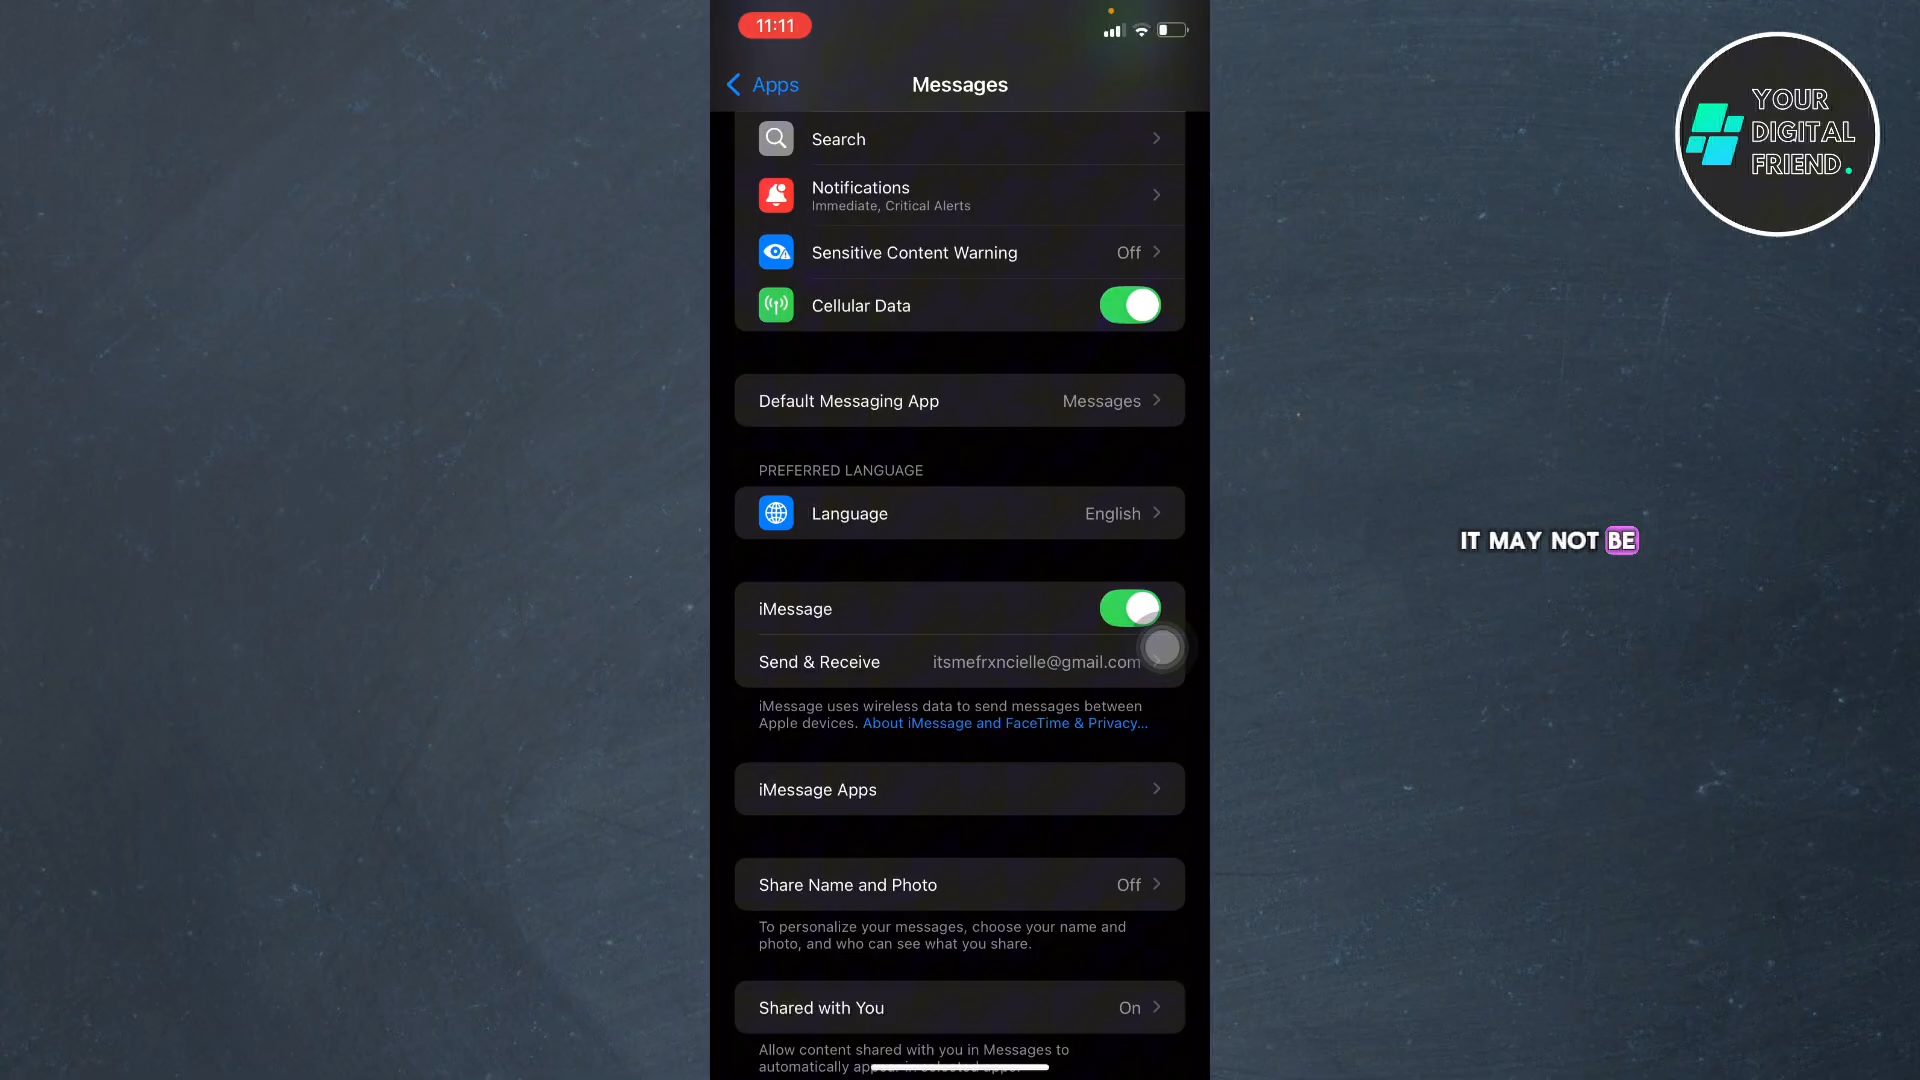 11:11
Apps
Messages
Search
Notifications
Immediate, Critical Alerts
Sensitive Content Warning
Off
Cellular Data
Default Messaging App
Messages
PREFERRED LANGUAGE
Language
English
iMessage
Send & Receive
itsmefrxncielle@gmail.com
iMessage uses wireless data to send messages between
Apple devices. About iMessage and FaceTime & Privacy...
iMessage Apps
Share Name and Photo
Off
To personalize your messages, choose your name and
photo, and who can see what you share.
Shared with You
On
Allow content shared with you in Messages to
automatically appear in selected apps.
YOUR
DIGITAL
FRIEND.
IT MAY NOT BE